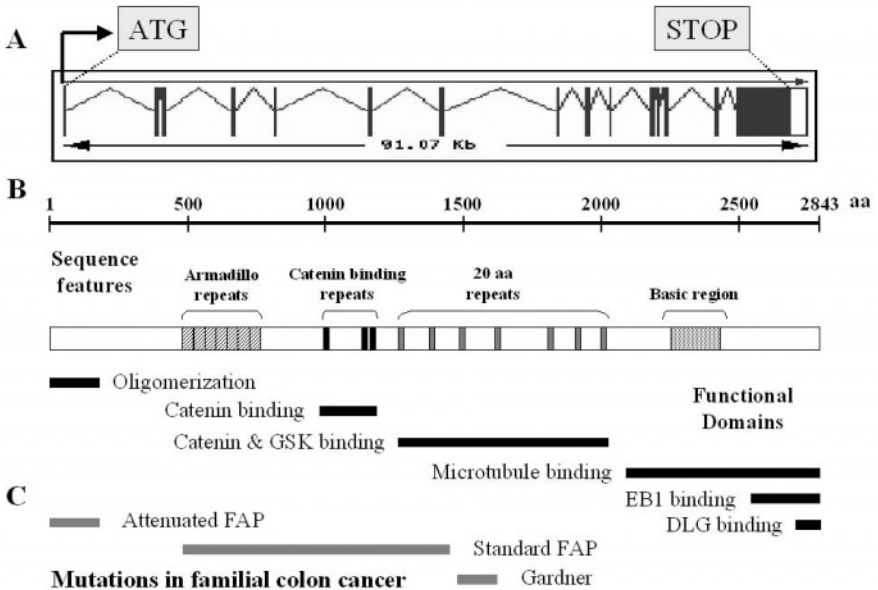 A
ATG
STOP
91.07 Kb
B
1 500 1000 1500 2000 2500 2843 aa
Sequence
features
Armadillo
repeats
Catenin binding
repeats
20 aa
repeats
Basic region
Oligomerization
Catenin binding
Functional
Domains
Catenin & GSK binding
Microtubule binding
EB1 binding
DLG binding
C
Attenuated FAP
Standard FAP
Mutations in familial colon cancer
Gardner